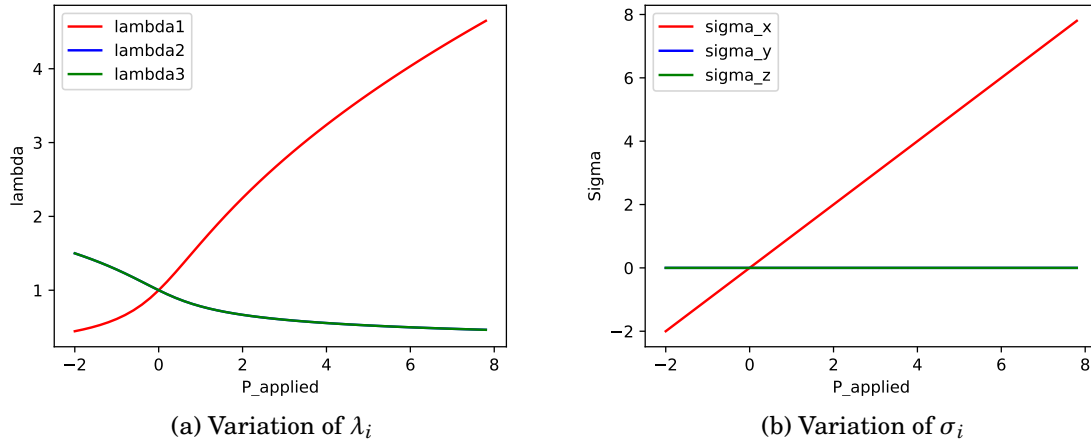 lambda1
lambda2
lambda3
4
3
2
1
lambda
−2
0
2
4
6
8
P_applied
(a) Variation of λi
sigma_x
sigma_y
sigma_z
8
6
4
2
0
−2
Sigma
−2
0
2
4
6
8
P_applied
(b) Variation of σi